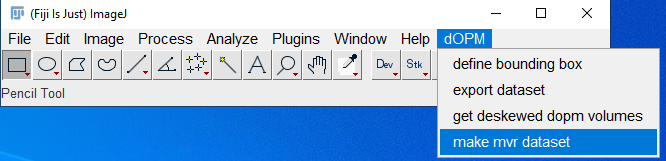 (Fiji Is Just) ImageJ
File Edit Image Process Analyze Plugins Window Help dOPM
Dev Stk
Pencil Tool
define bounding box
export dataset
get deskewed dopm volumes
make mvr dataset